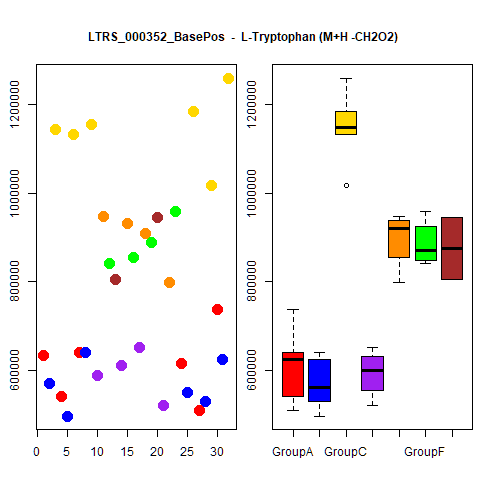 LTRS_000352_BasePos - L-Tryptophan (M+H -CH2O2)
1200000
1000000
800000
600000
0 5 10 15 20 25 30
1200000
1000000
800000
600000
GroupA GroupC GroupF